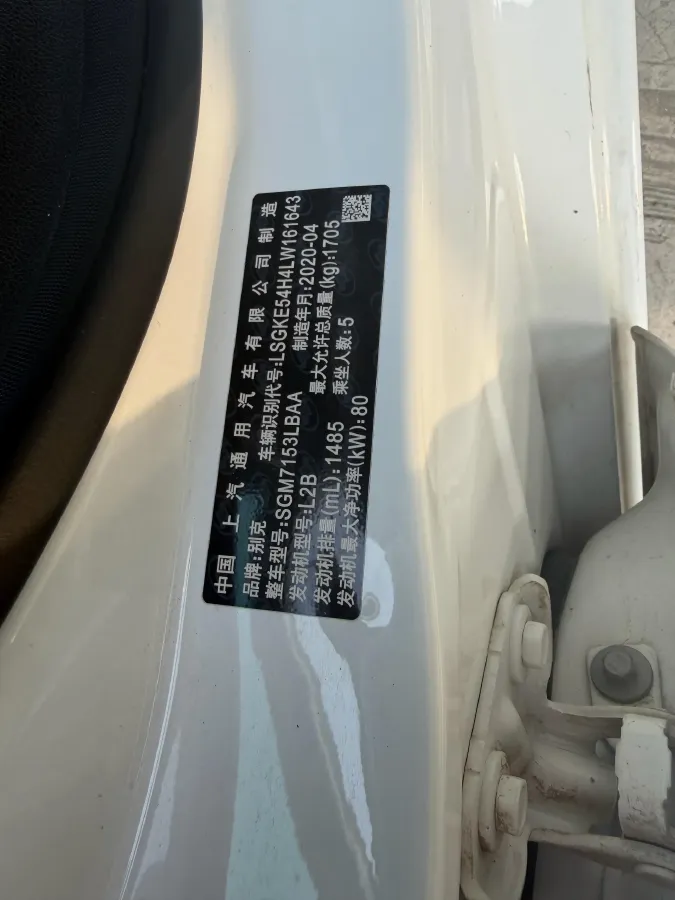 中国 上汽通用汽车有限公司制造
品牌:别克 车辆识别代号:LSGKE54H4LW161643
整车型号:SGM7153LBAA 制造年月:2020-04
发动机型号:L2B 最大允许总质量(kg):1705
发动机排量(mL):1485 乘坐人数:5
发动机最大净功率(kW):80